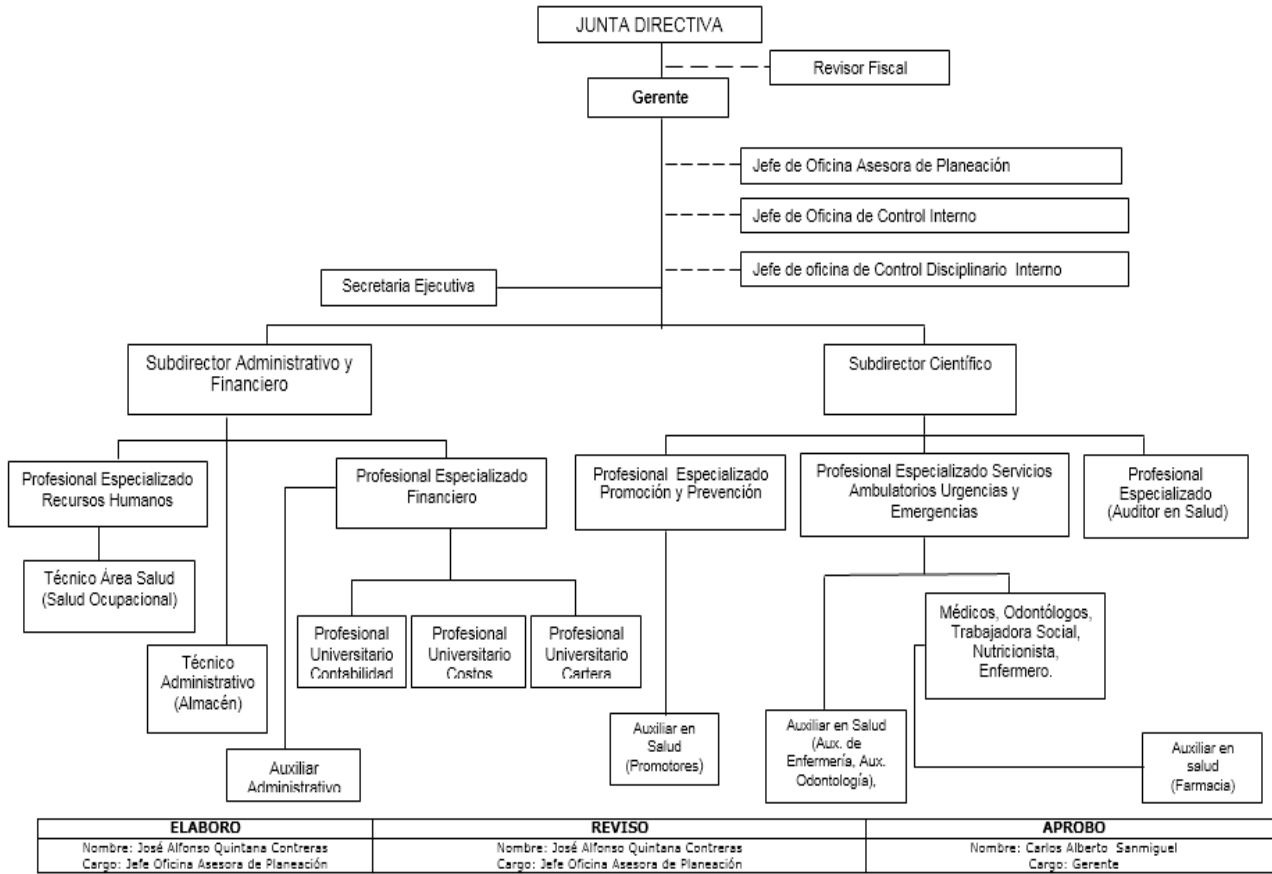 JUNTA DIRECTIVA
Revisor Fiscal
Gerente
Jefe de Oficina Asesora de Planeación
Jefe de Oficina de Control Interno
Jefe de oficina de Control Disciplinario Interno
Secretaria Ejecutiva
Subdirector Administrativo y
Financiero
Subdirector Científico
Profesional Especializado
Recursos Humanos
Profesional Especializado
Financiero
Profesional Especializado
Promoción y Prevención
Profesional Especializado Servicios
Ambulatorios Urgencias y
Emergencias
Profesional
Especializado
(Auditor en Salud)
Técnico Área Salud
(Salud Ocupacional)
Técnico
Administrativo
(Almacén)
Profesional
Universitario
Contabilidad
Profesional
Universitario
Costos
Profesional
Universitario
Cartera
Médicos, Odontólogos,
Trabajadora Social,
Nutricionista,
Enfermero.
Auxiliar
Administrativo
Auxiliar en
Salud
(Promotores)
Auxiliar en Salud
(Aux. de
Enfermería, Aux.
Odontología),
Auxiliar en
salud
(Farmacia)
ELABORO
REVISO
APROBO
Nombre: José Alfonso Quintana Contreras
Cargo: Jefe Oficina Asesora de Planeación
Nombre: José Alfonso Quintana Contreras
Cargo: Jefe Oficina Asesora de Planeación
Nombre: Carlos Alberto Sanmiguel
Cargo: Gerente